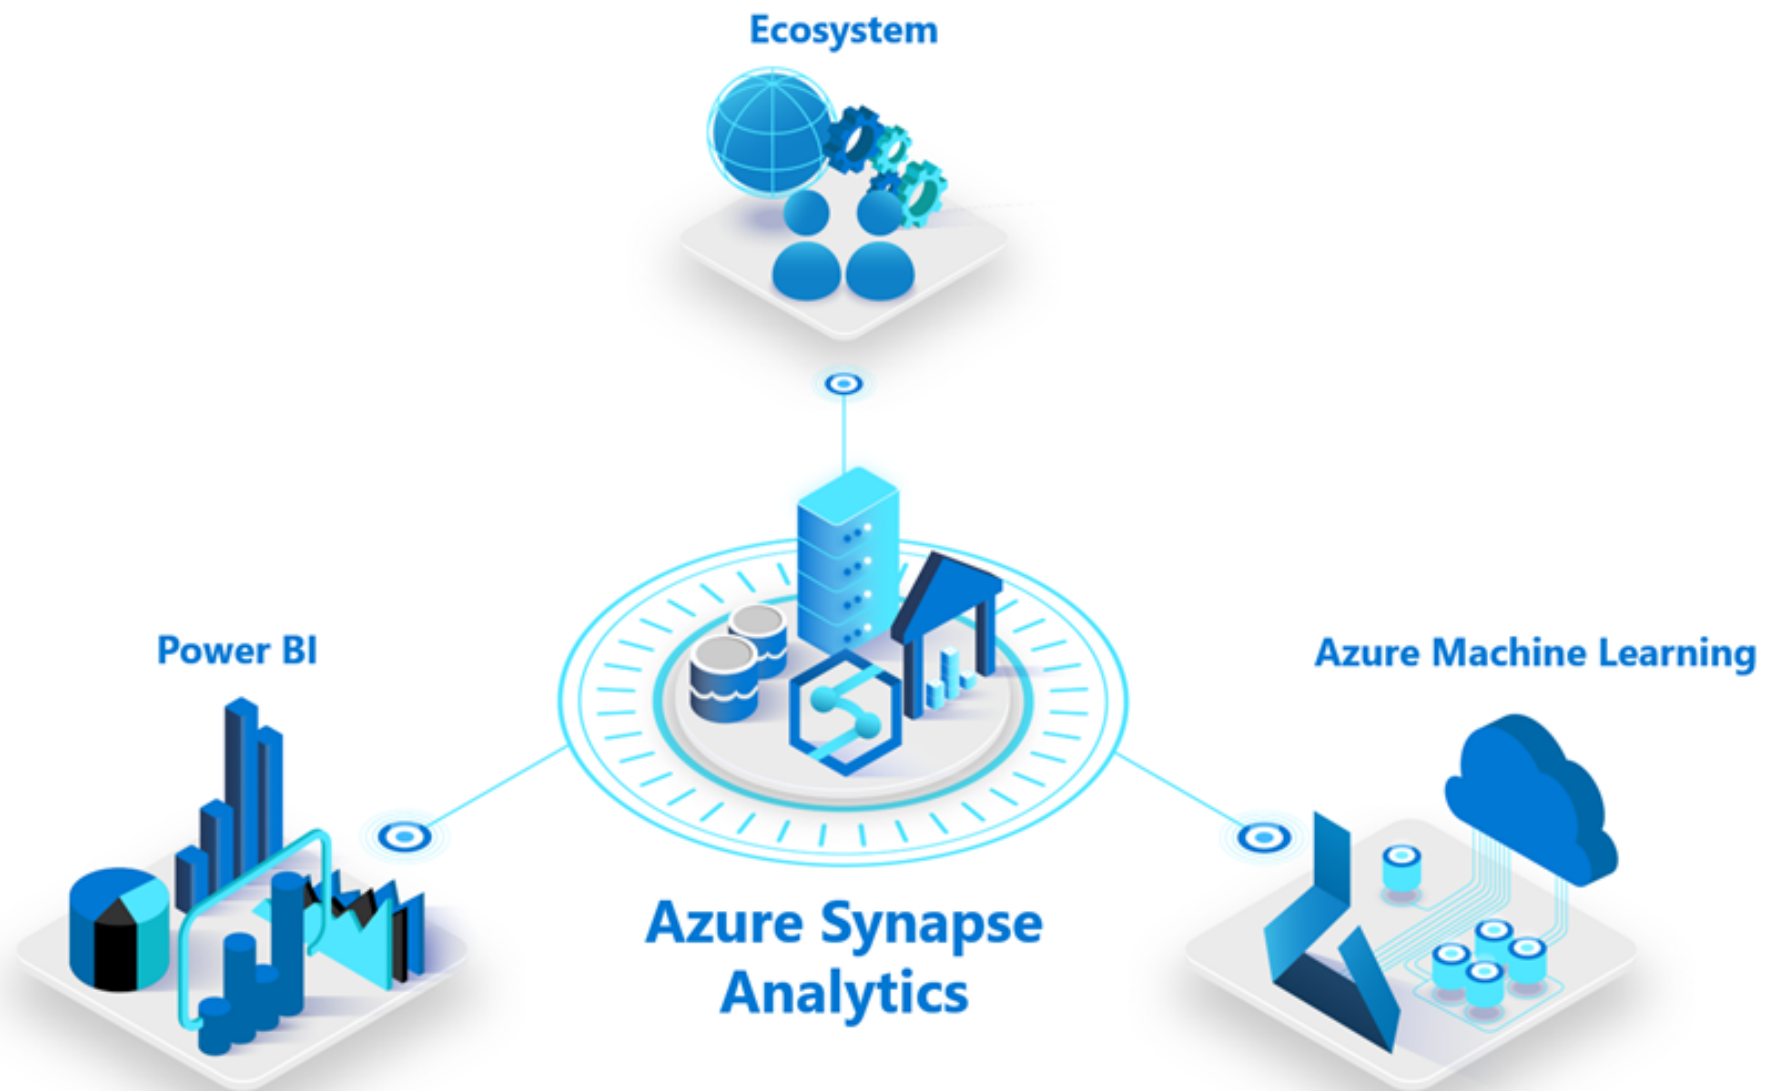 Ecosystem
Power BI
Azure Machine Learning
Azure Synapse
Analytics